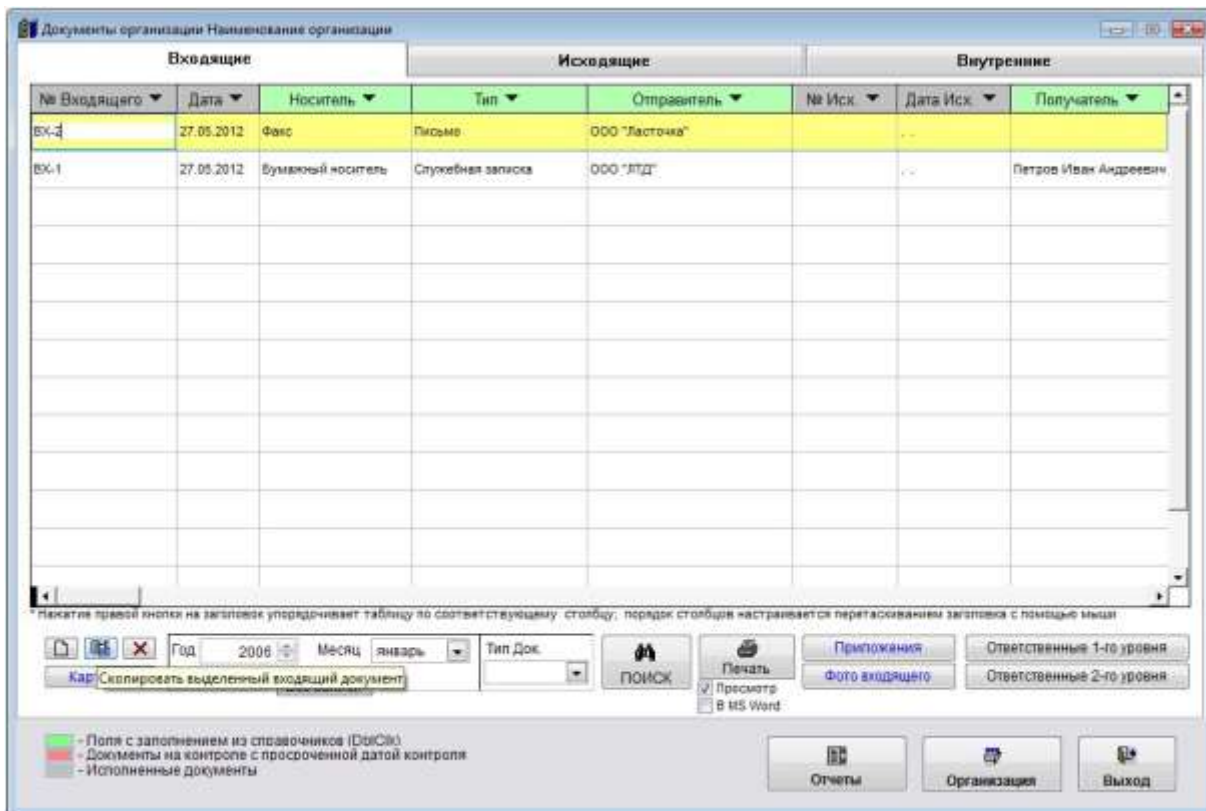 Документы организации Наименование организации
Входящие Исходящие Внутренние
№ Входящего Дата Носитель Тип Отправитель № Исх. Дата Исх. Получатель
ВХ-2 27.05.2012 Факс Письмо ООО "Ласточка" . .
ВХ-1 27.05.2012 Бумажный носитель Служебная записка ООО "ЛТД" . . Петров Иван Андреевич
* Нажатие правой кнопки на заголовок упорядочивает таблицу по соответствующему столбцу; порядок столбцов настраивается перетаскиванием заголовка с помощью мыши
Год 2006 Месяц январь Тип Док. ПОИСК Печать Приложения Ответственные 1-го уровня
Кар Скопировать выделенный входящий документ Фото входящего Ответственные 2-го уровня
Просмотр
В MS Word
- Поля с заполнением из справочников (DblClk)
- Документы на контроле с просроченной датой контроля
- Исполненные документы
Отчеты Организация Выход